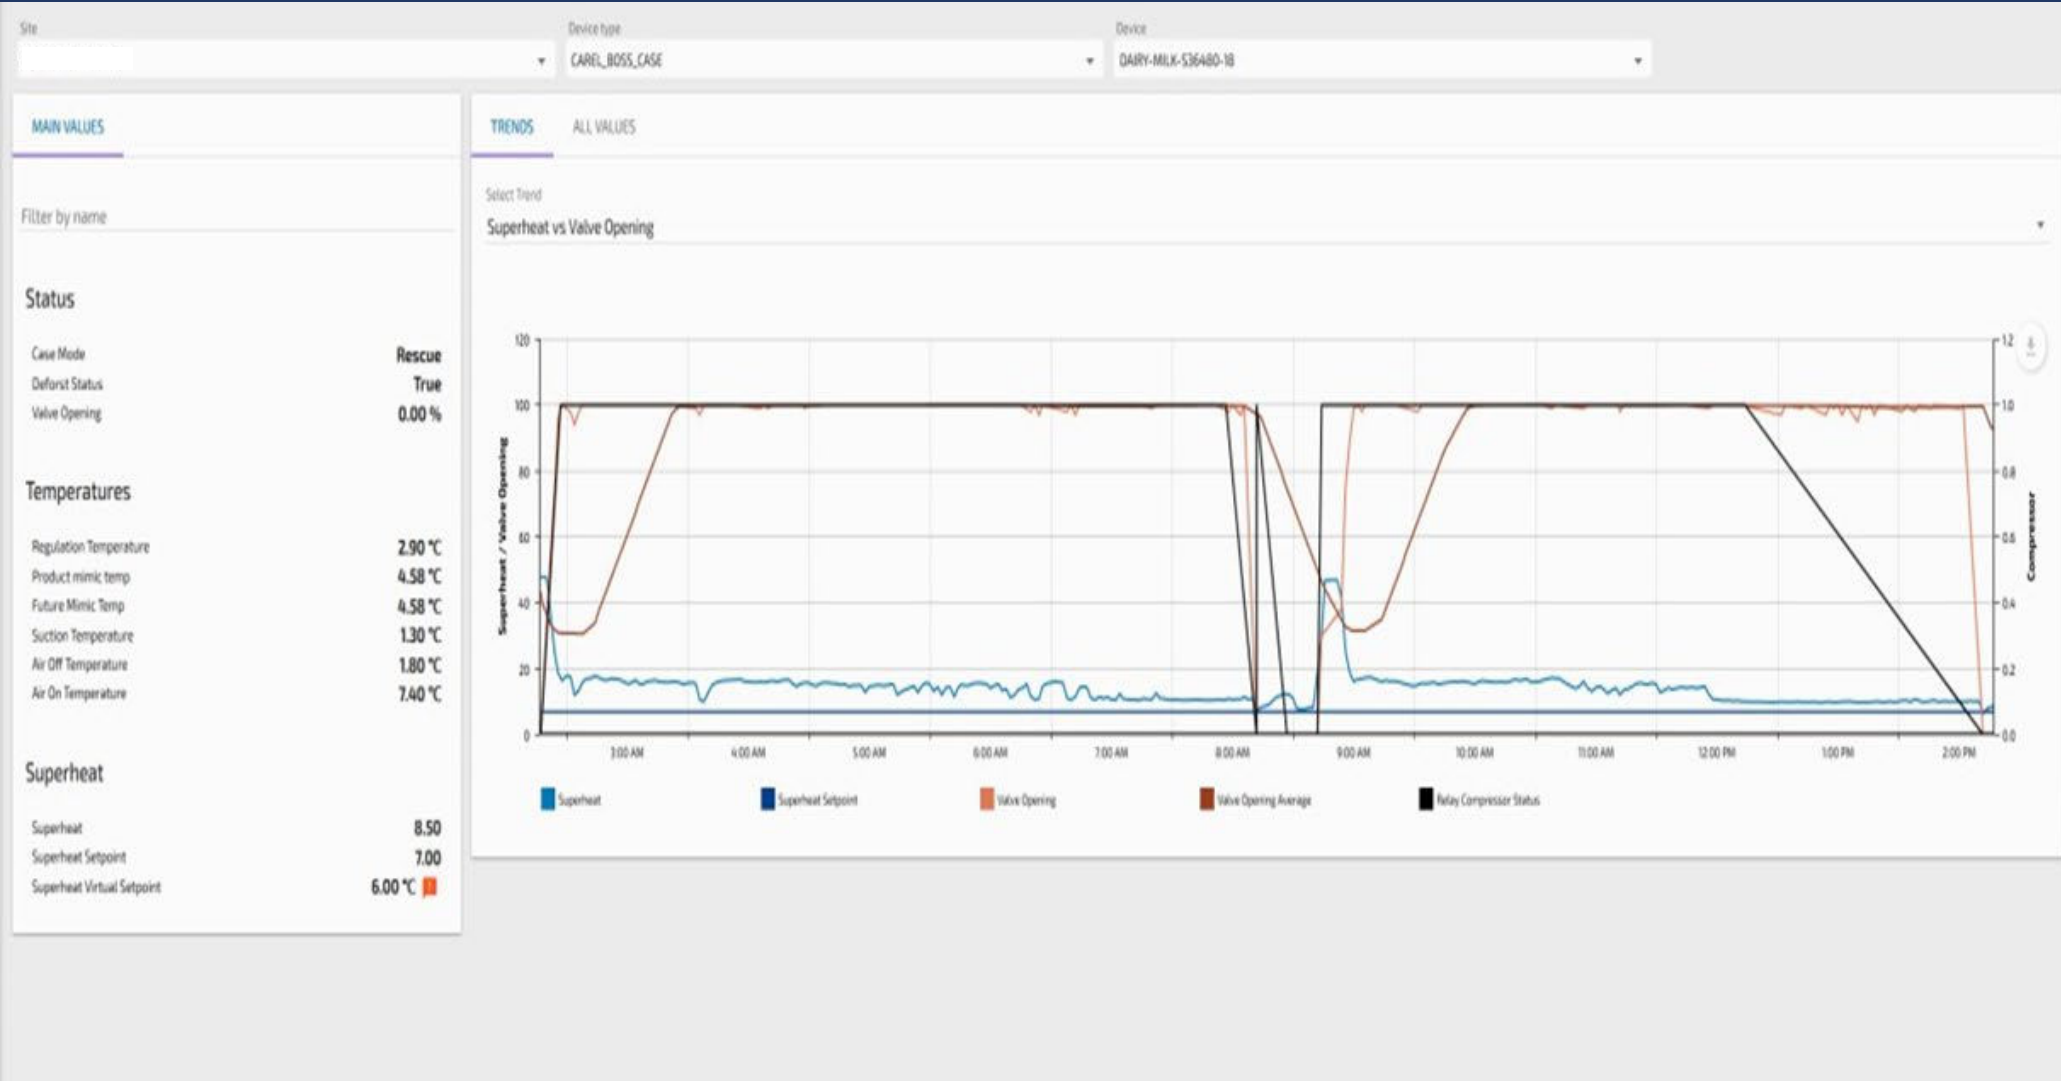 Site
Device type
Device
CAREL_BOSS_CASE
DAIRY-MILK-S36480-18
MAIN VALUES
TRENDS
ALL VALUES
Filter by name
Select Trend
Superheat vs Valve Opening
Status
Case Mode Rescue
Deforst Status True
Valve Opening 0.00 %
Temperatures
Regulation Temperature 2.90 °C
Product mimic temp 4.58 °C
Future Mimic Temp 4.58 °C
Suction Temperature 1.30 °C
Air Off Temperature 1.80 °C
Air On Temperature 7.40 °C
Superheat
Superheat 8.50
Superheat Setpoint 7.00
Superheat Virtual Setpoint 6.00 °C
Superheat / Valve Opening
120
100
80
60
40
20
0
1.2
1.0
0.8
0.6
0.4
0.2
0.0
Compressor
3:00 AM 4:00 AM 5:00 AM 6:00 AM 7:00 AM 8:00 AM 9:00 AM 10:00 AM 11:00 AM 12:00 PM 1:00 PM 2:00 PM
Superheat Superheat Setpoint Valve Opening Valve Opening Average Relay Compressor Status